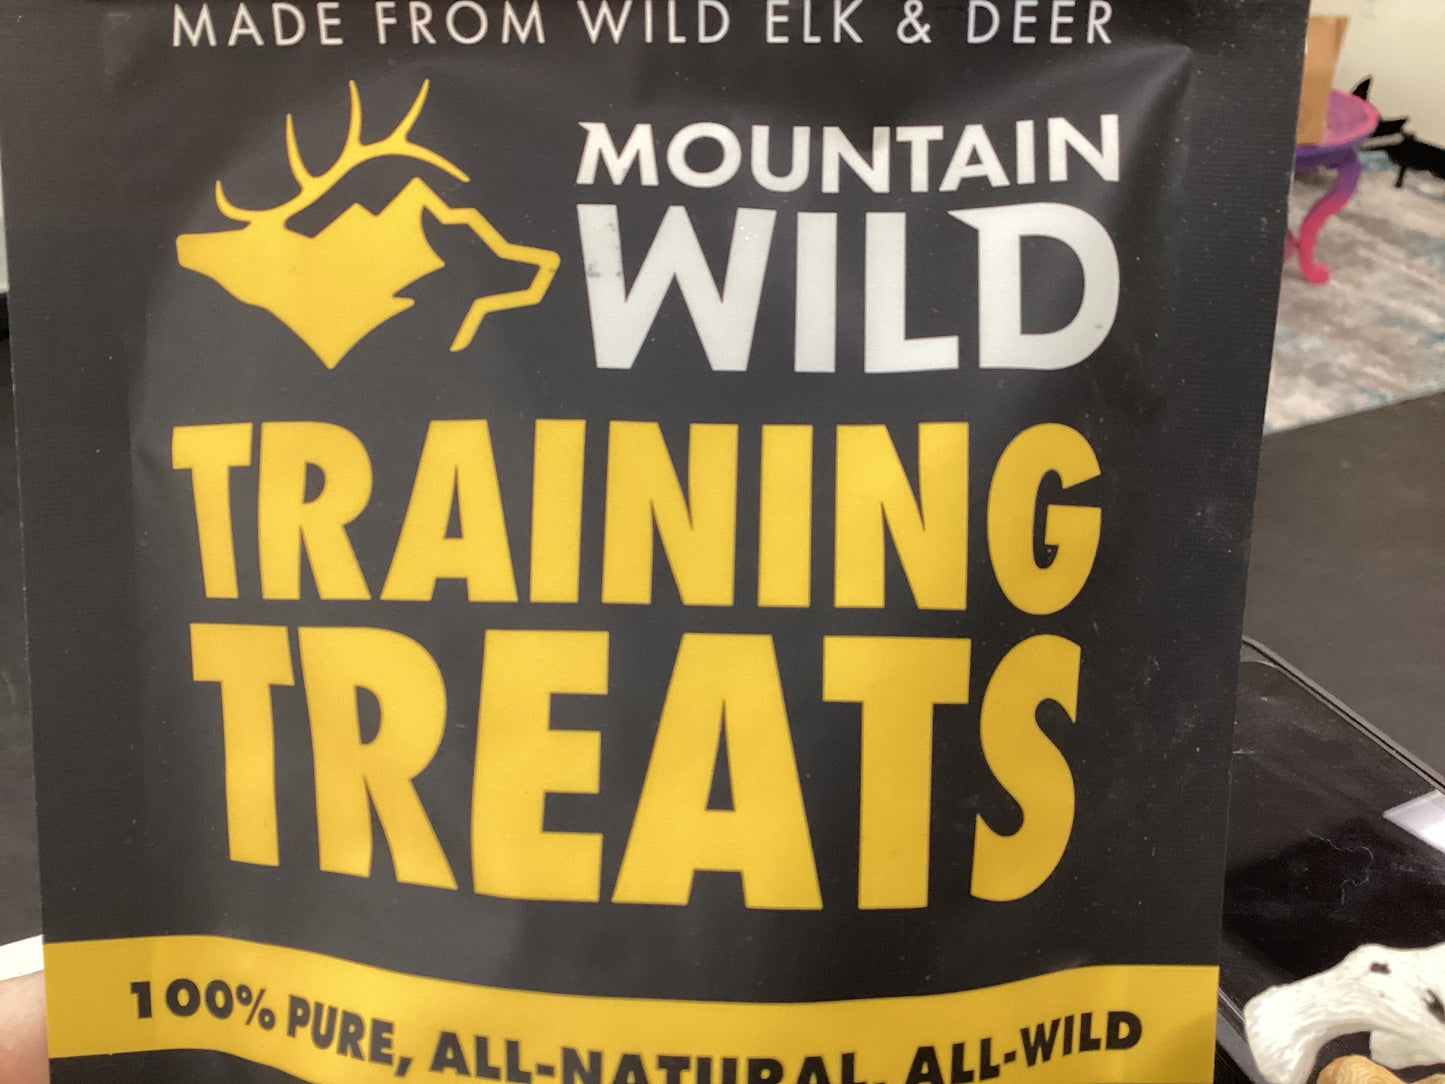 MADE FROM WILD ELK & DEER
MOUNTAIN
WILD
TRAINING
TREATS
100% PURE, ALL-NATURAL, ALL-WILD